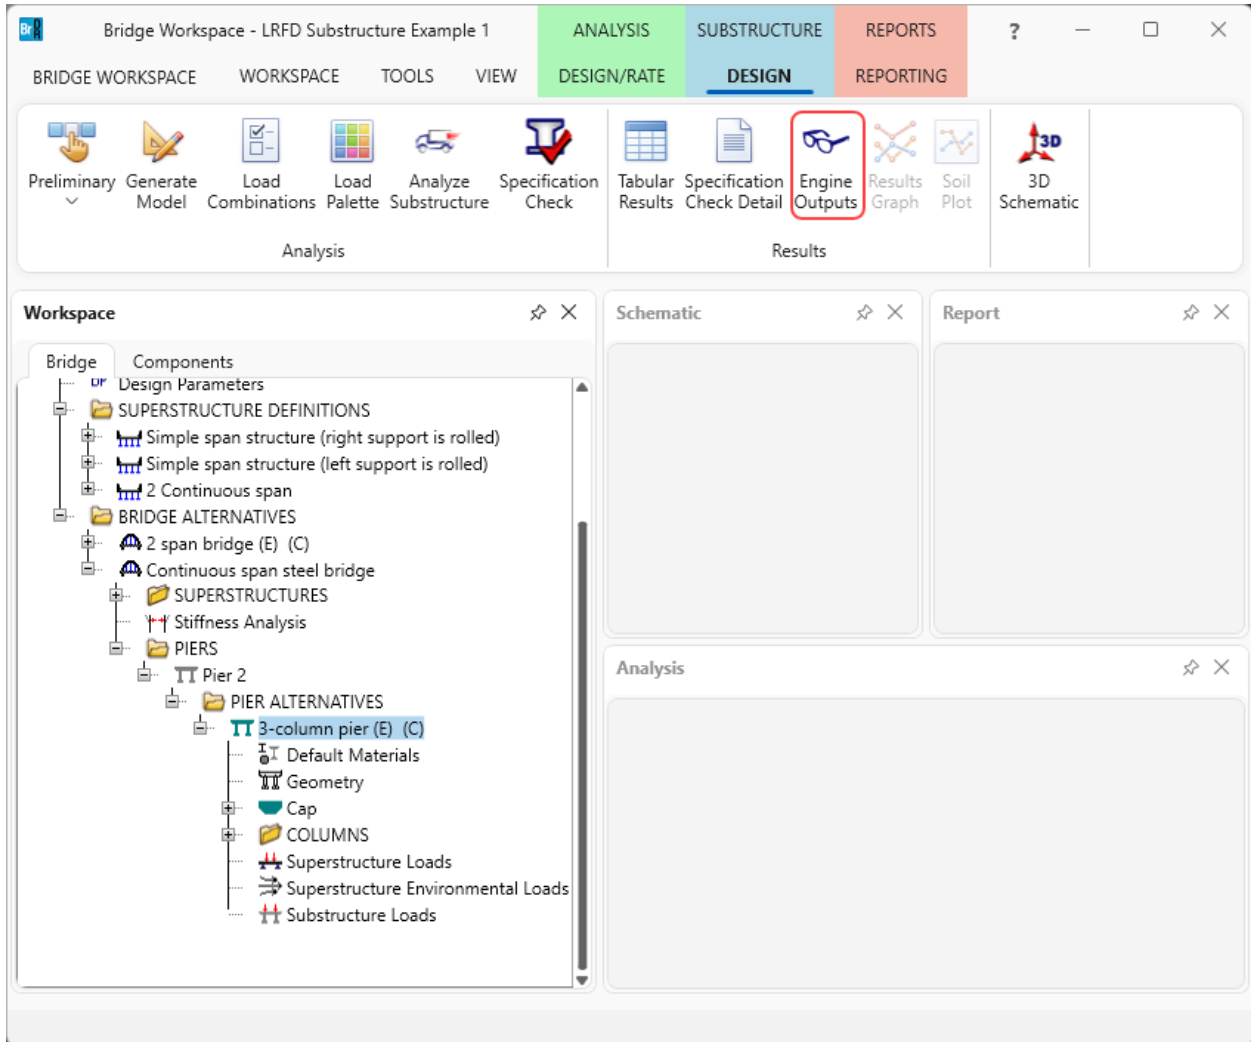 Br DR Bridge Workspace - LRFD Substructure Example 1 ANALYSIS SUBSTRUCTURE REPORTS ?
BRIDGE WORKSPACE WORKSPACE TOOLS VIEW DESIGN/RATE DESIGN REPORTING
Preliminary
Generate Model
Load Combinations
Load Palette
Analyze Substructure
Specification Check
Analysis
Tabular Results
Specification Check Detail
Engine Outputs
Results Graph
Soil Plot
Results
3D
3D Schematic
Workspace
Bridge Components
DP Design Parameters
SUPERSTRUCTURE DEFINITIONS
Simple span structure (right support is rolled)
Simple span structure (left support is rolled)
2 Continuous span
BRIDGE ALTERNATIVES
2 span bridge (E) (C)
Continuous span steel bridge
SUPERSTRUCTURES
Stiffness Analysis
PIERS
Pier 2
PIER ALTERNATIVES
3-column pier (E) (C)
Default Materials
Geometry
Cap
COLUMNS
Superstructure Loads
Superstructure Environmental Loads
Substructure Loads
Schematic
Report
Analysis